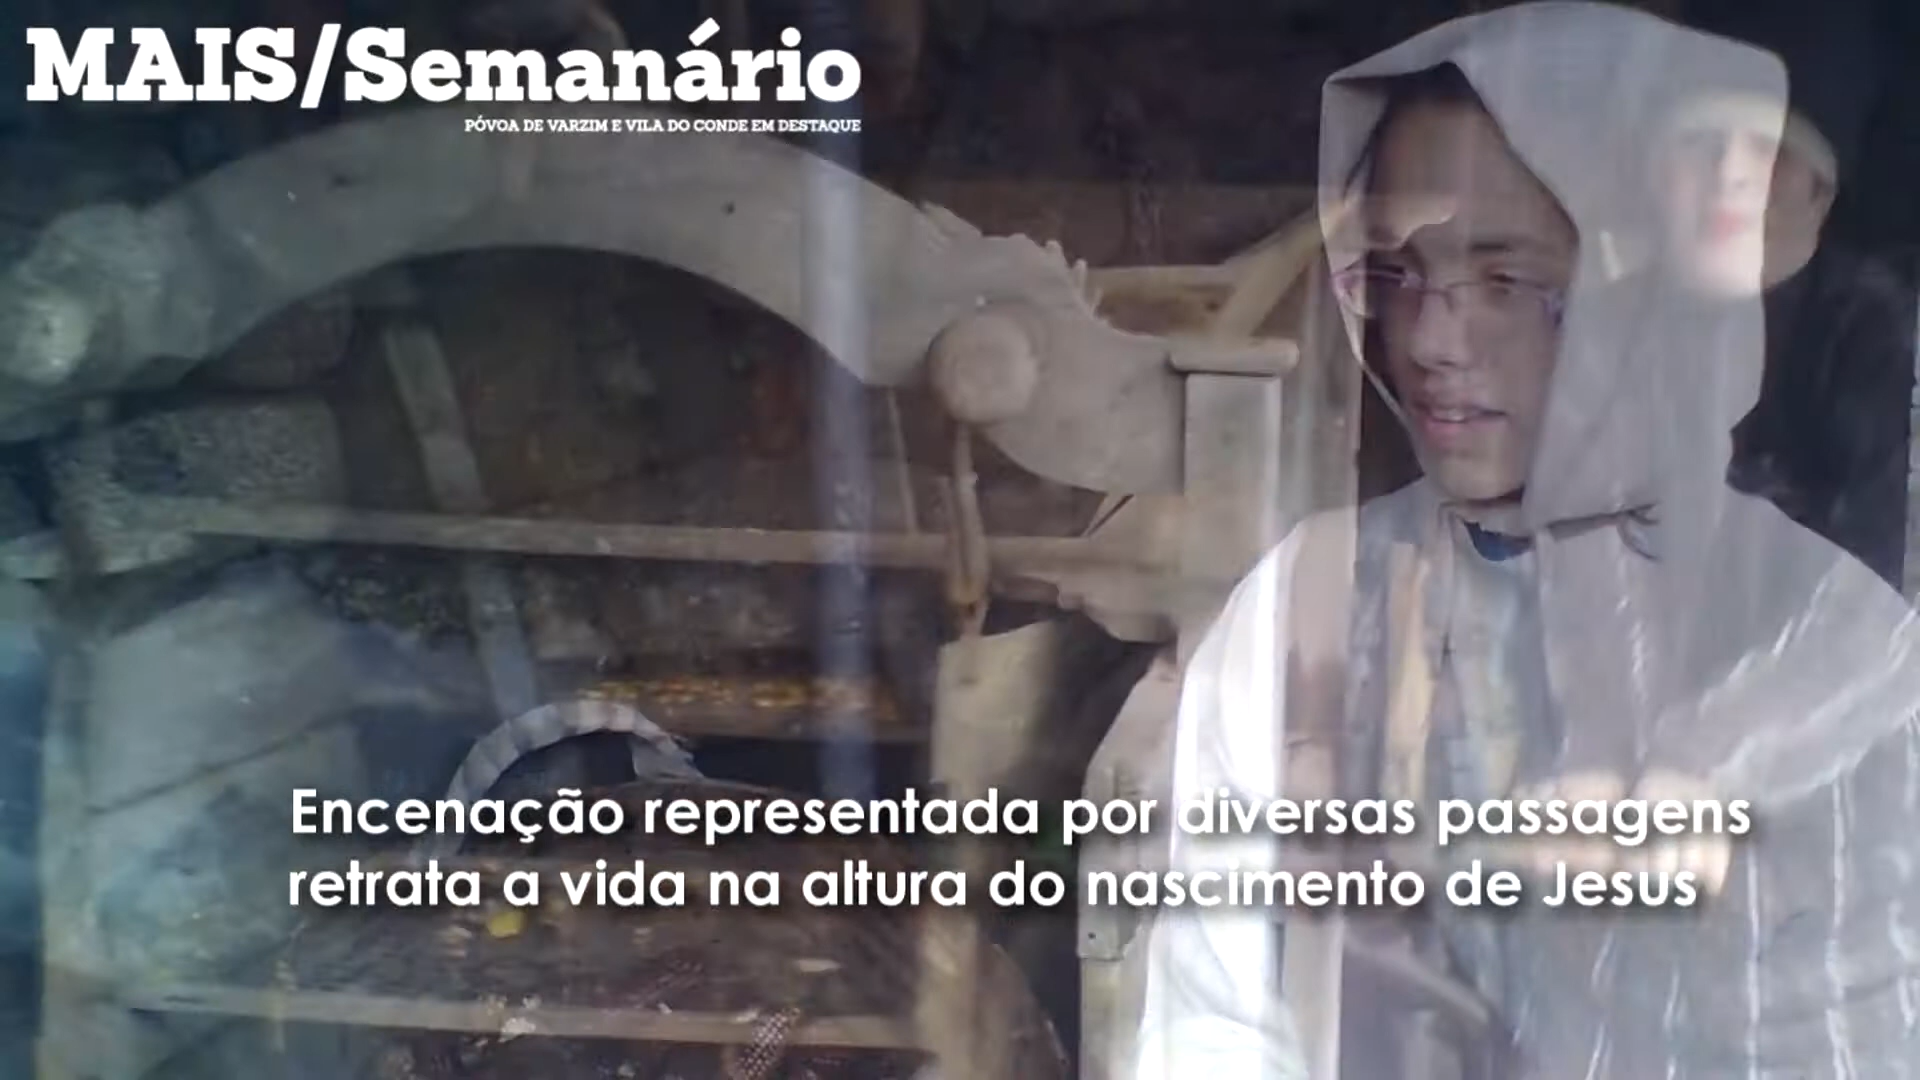 MAIS/Semanário
PÓVOA DE VARZIM E VILA DO CONDE EM DESTAQUE
Encenação representada por diversas passagens
retrata a vida na altura do nascimento de Jesus